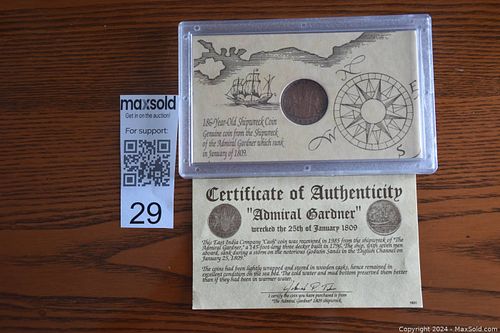 maxsold
Get in on the auction!
For support:
29
186-Year-Old Shipwreck Coin
Genuine coin from the Shipwreck
of the Admiral Gardner which sank
in January of 1809.
N
E
W
S
Certificate of Authenticity
"Admiral Gardner"
wrecked the 25th of January 1809
This East India Company "Cash" coin was recovered in 1985 from the shipwreck of "The
Admiral Gardner," a 145-foot-long three decker built in 1796. The ship, with seven men
aboard, sank during a storm on the notorious Godwin Sands in the English Channel on
January 25, 1809.
The coins had been lightly wrapped and stored in wooden casks, hence remained in
excellent condition on the sea bed. The cold water and mud bottom preserved them better
than if they had been in warmer water.
I certify the coin you have purchased is from
"The Admiral Gardner" 1809 shipwreck.
Copyright 2024 - MaxSold.com